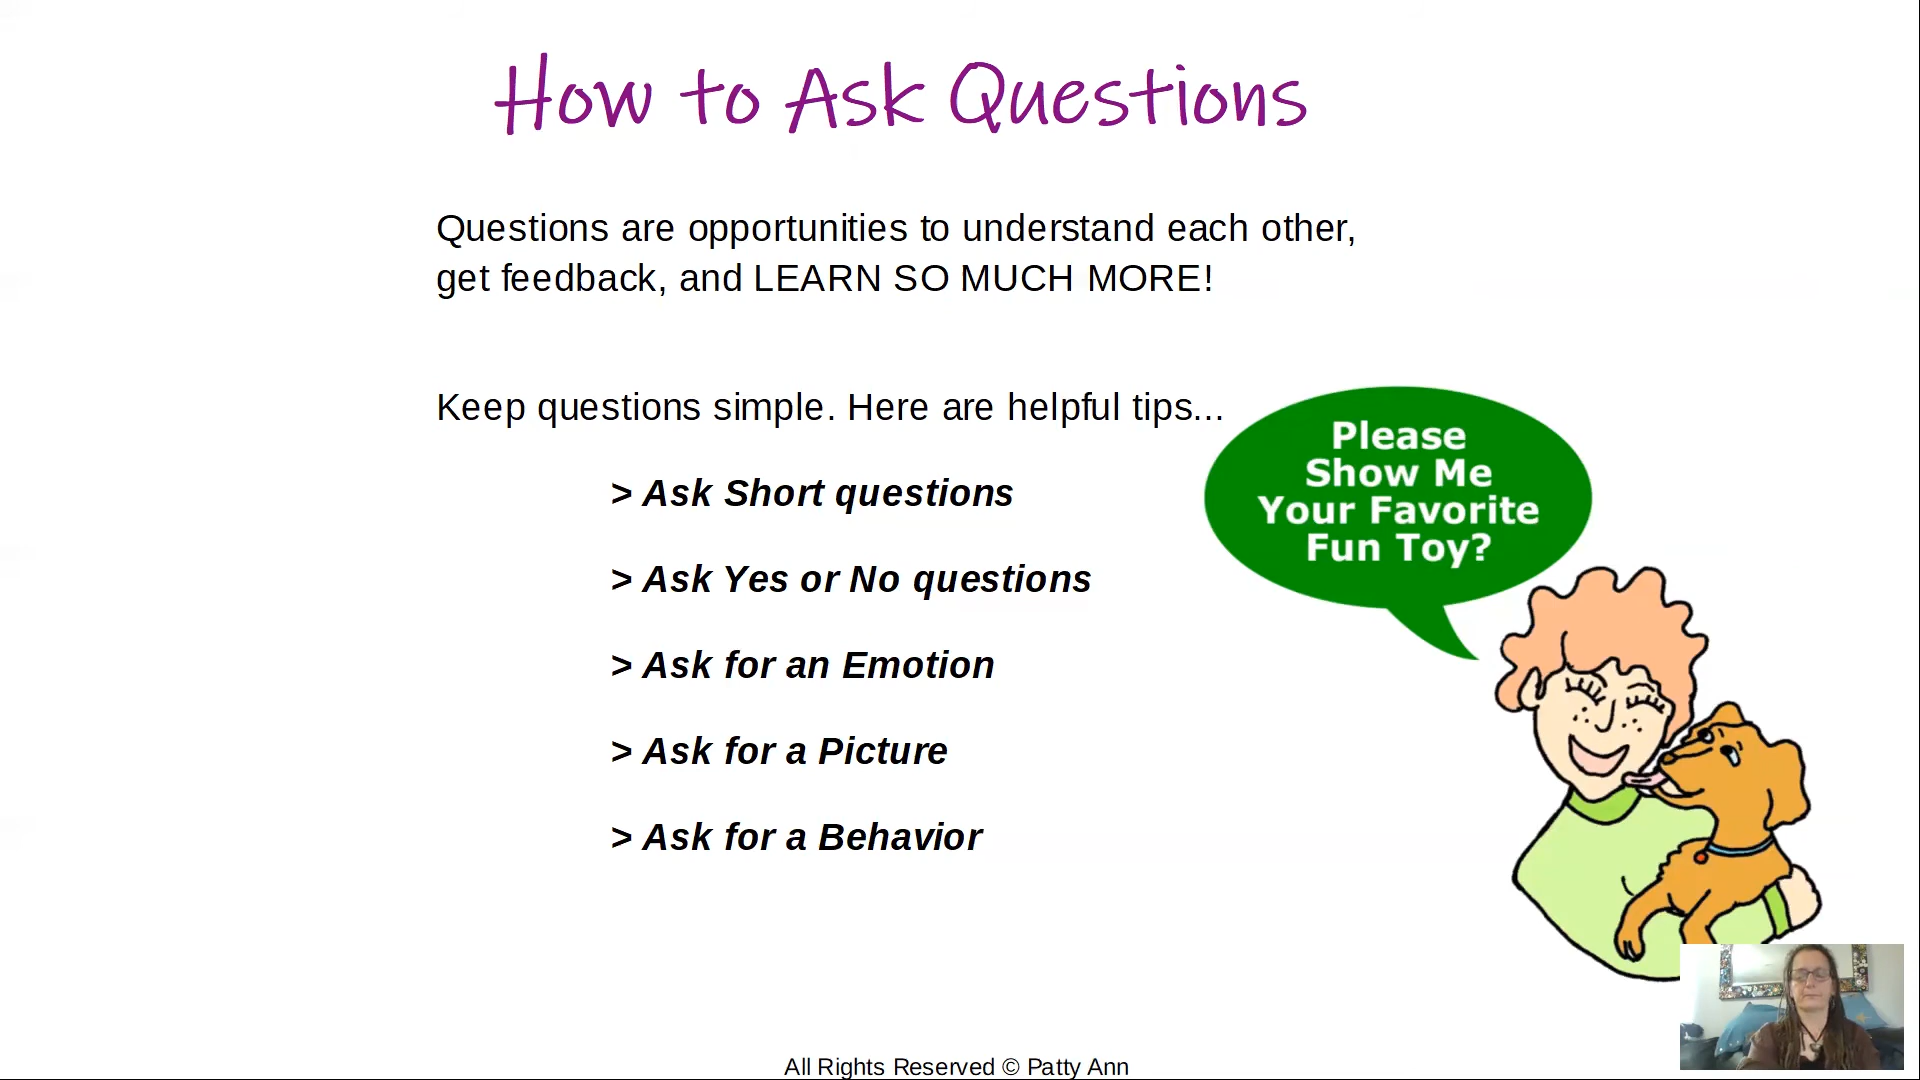 How to Ask Questions
Questions are opportunities to understand each other,
get feedback, and LEARN SO MUCH MORE!
Keep questions simple. Here are helpful tips...
> Ask Short questions
> Ask Yes or No questions
> Ask for an Emotion
> Ask for a Picture
> Ask for a Behavior
Please
Show Me
Your Favorite
Fun Toy?
All Rights Reserved © Patty Ann